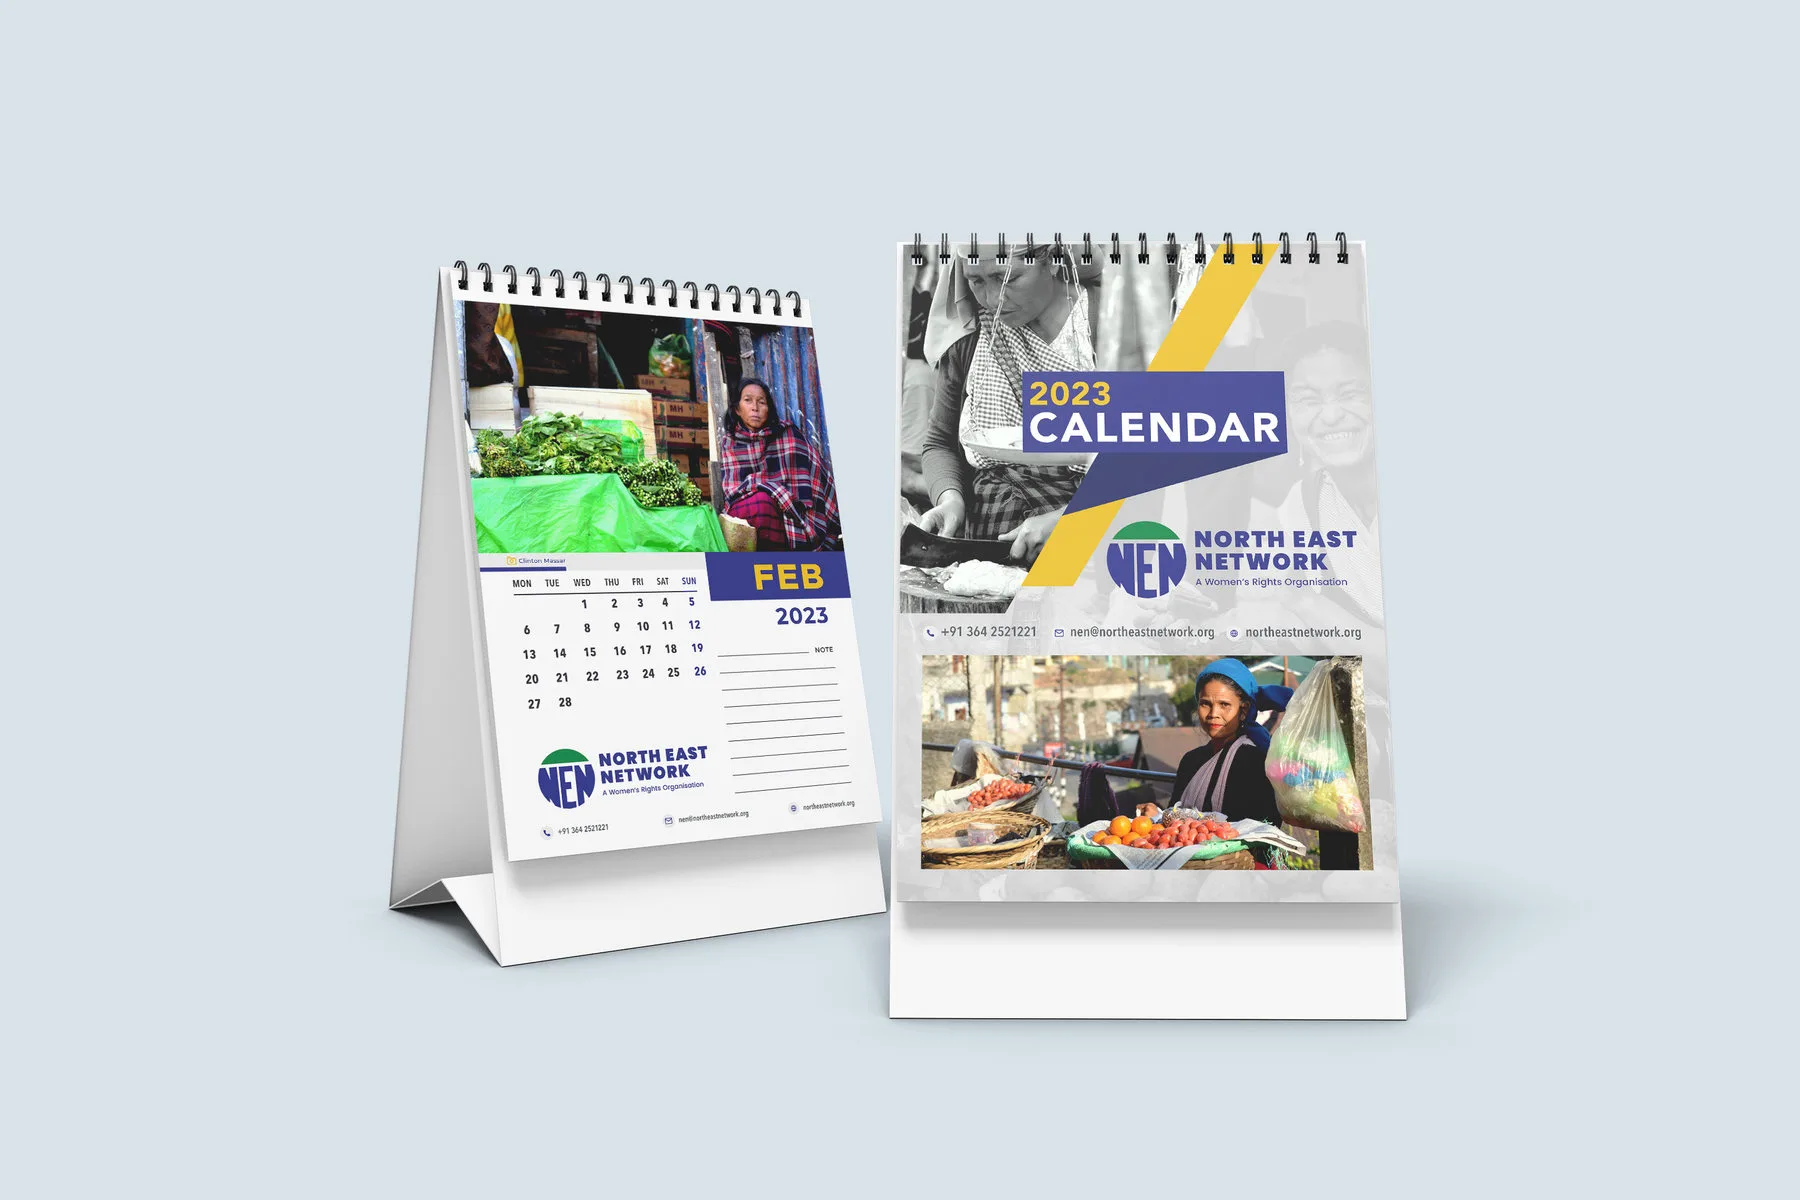 MH
MH
MH
Clinton Massar
MON TUE WED THU FRI SAT SUN
1 2 3 4 5
6 7 8 9 10 11 12
13 14 15 16 17 18 19
20 21 22 23 24 25 26
27 28
FEB
2023
NOTE
NEN
NORTH EAST
NETWORK
A Women's Rights Organisation
+91 364 2521221
nen@northeastnetwork.org
northeastnetwork.org
2023
CALENDAR
NEN
NORTH EAST
NETWORK
A Women's Rights Organisation
+91 364 2521221
nen@northeastnetwork.org
northeastnetwork.org